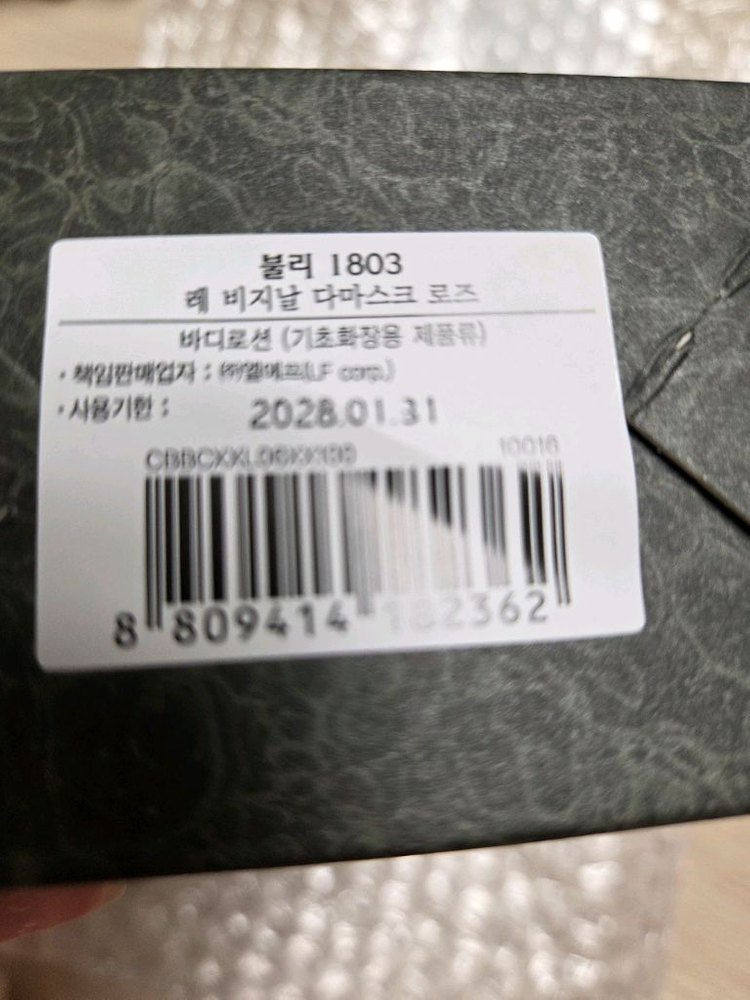 불리 1803
레 비지날 다마스크 로즈
바디로션 (기초화장용 제품류)
· 책임판매업자 : ㈜엘에프(LF corp.)
· 사용기한 : 2028.01.31
10016
8 809414 182362